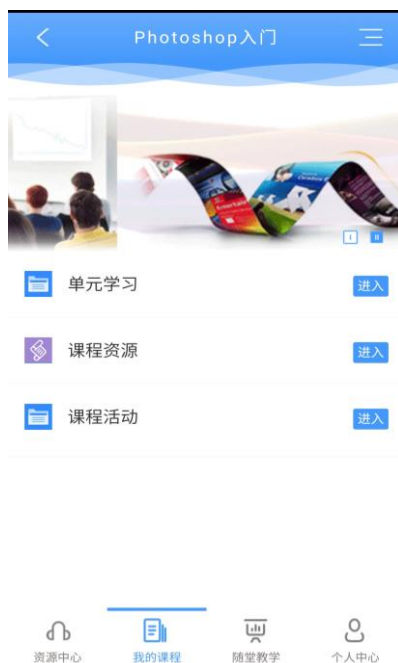 Photoshop入门
单元学习
进入
课程资源
进入
课程活动
进入
资源中心
我的课程
随堂教学
个人中心